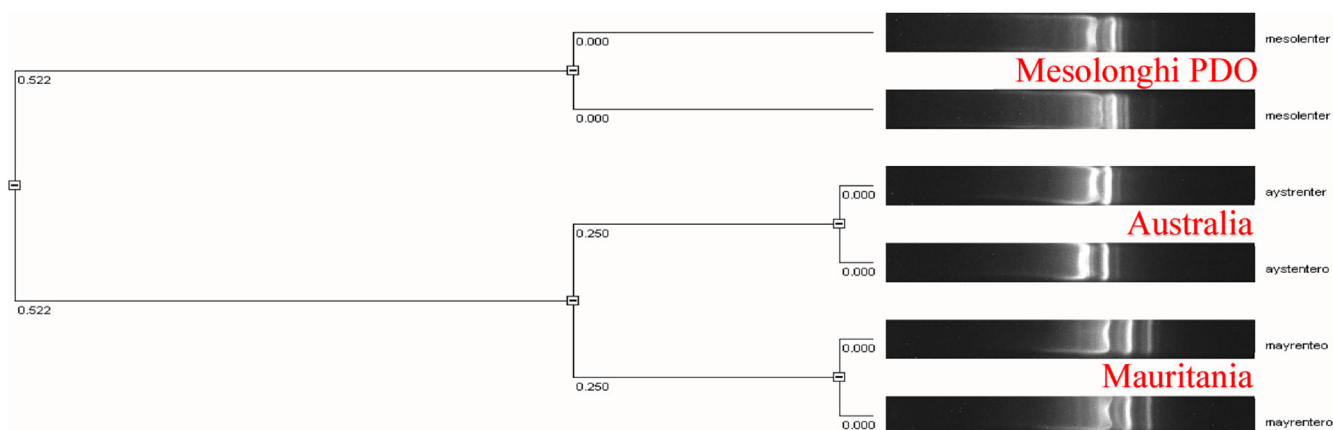 0.000
mesolenter
0.522
Mesolonghi PDO
0.000
mesolenter
0.000
aystrenter
0.250
Australia
0.000
aystentero
0.522
0.000
mayrenteo
0.250
Mauritania
0.000
mayrentero